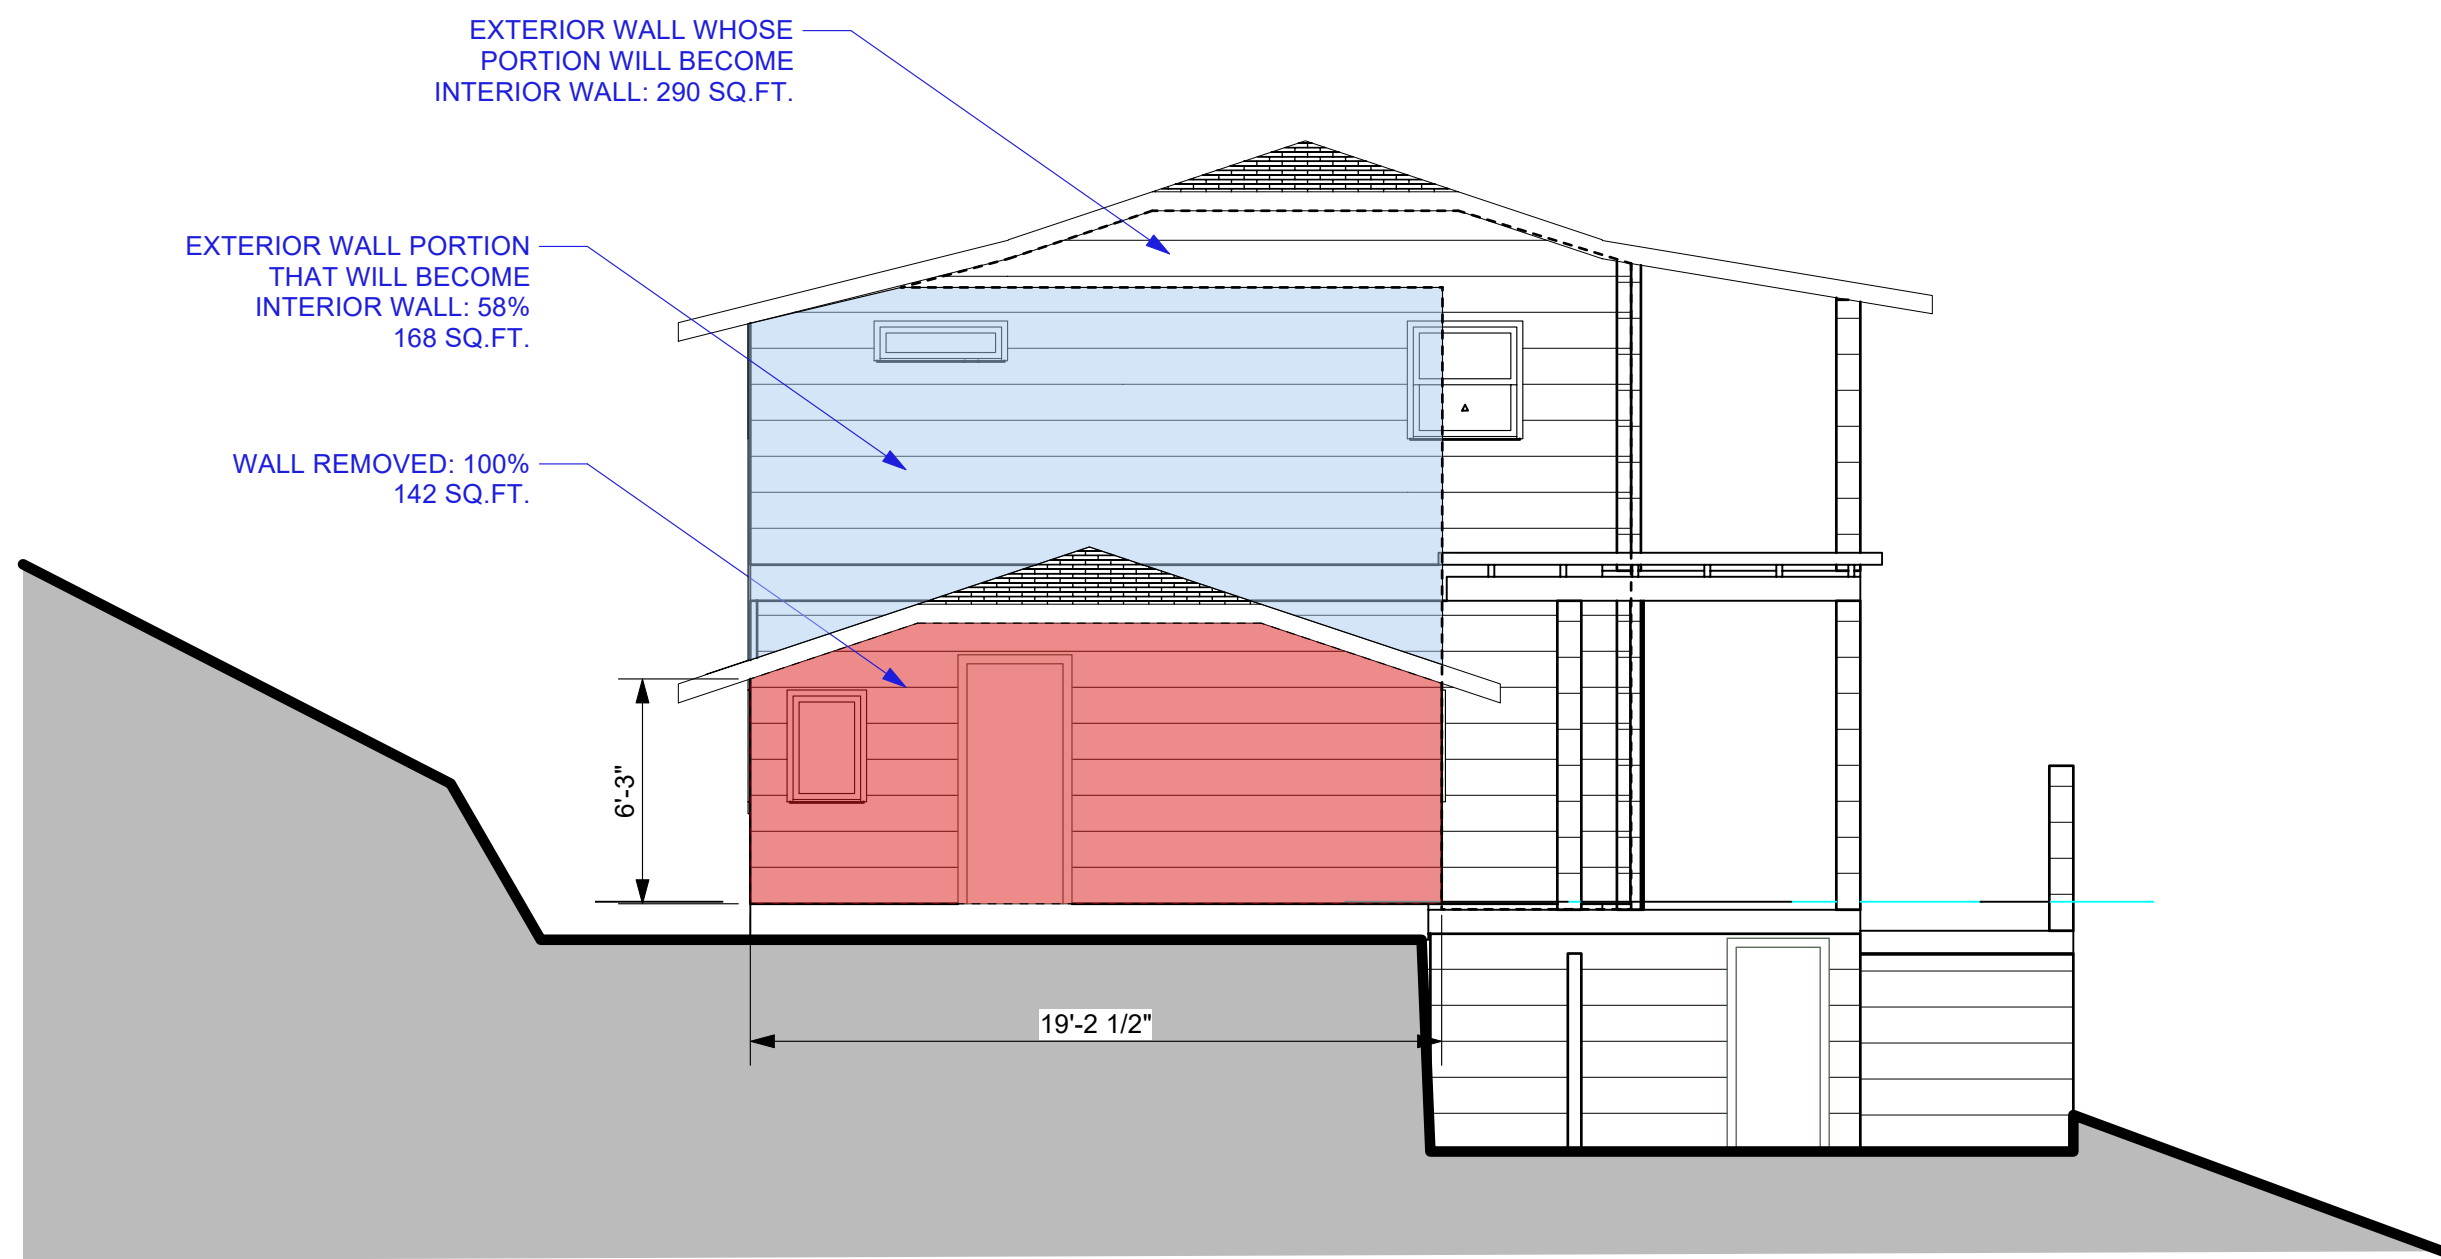 EXTERIOR WALL WHOSE
PORTION WILL BECOME
INTERIOR WALL: 290 SQ.FT.
EXTERIOR WALL PORTION
THAT WILL BECOME
INTERIOR WALL: 58%
168 SQ.FT.
WALL REMOVED: 100%
142 SQ.FT.
6'-3"
19'-2 1/2"